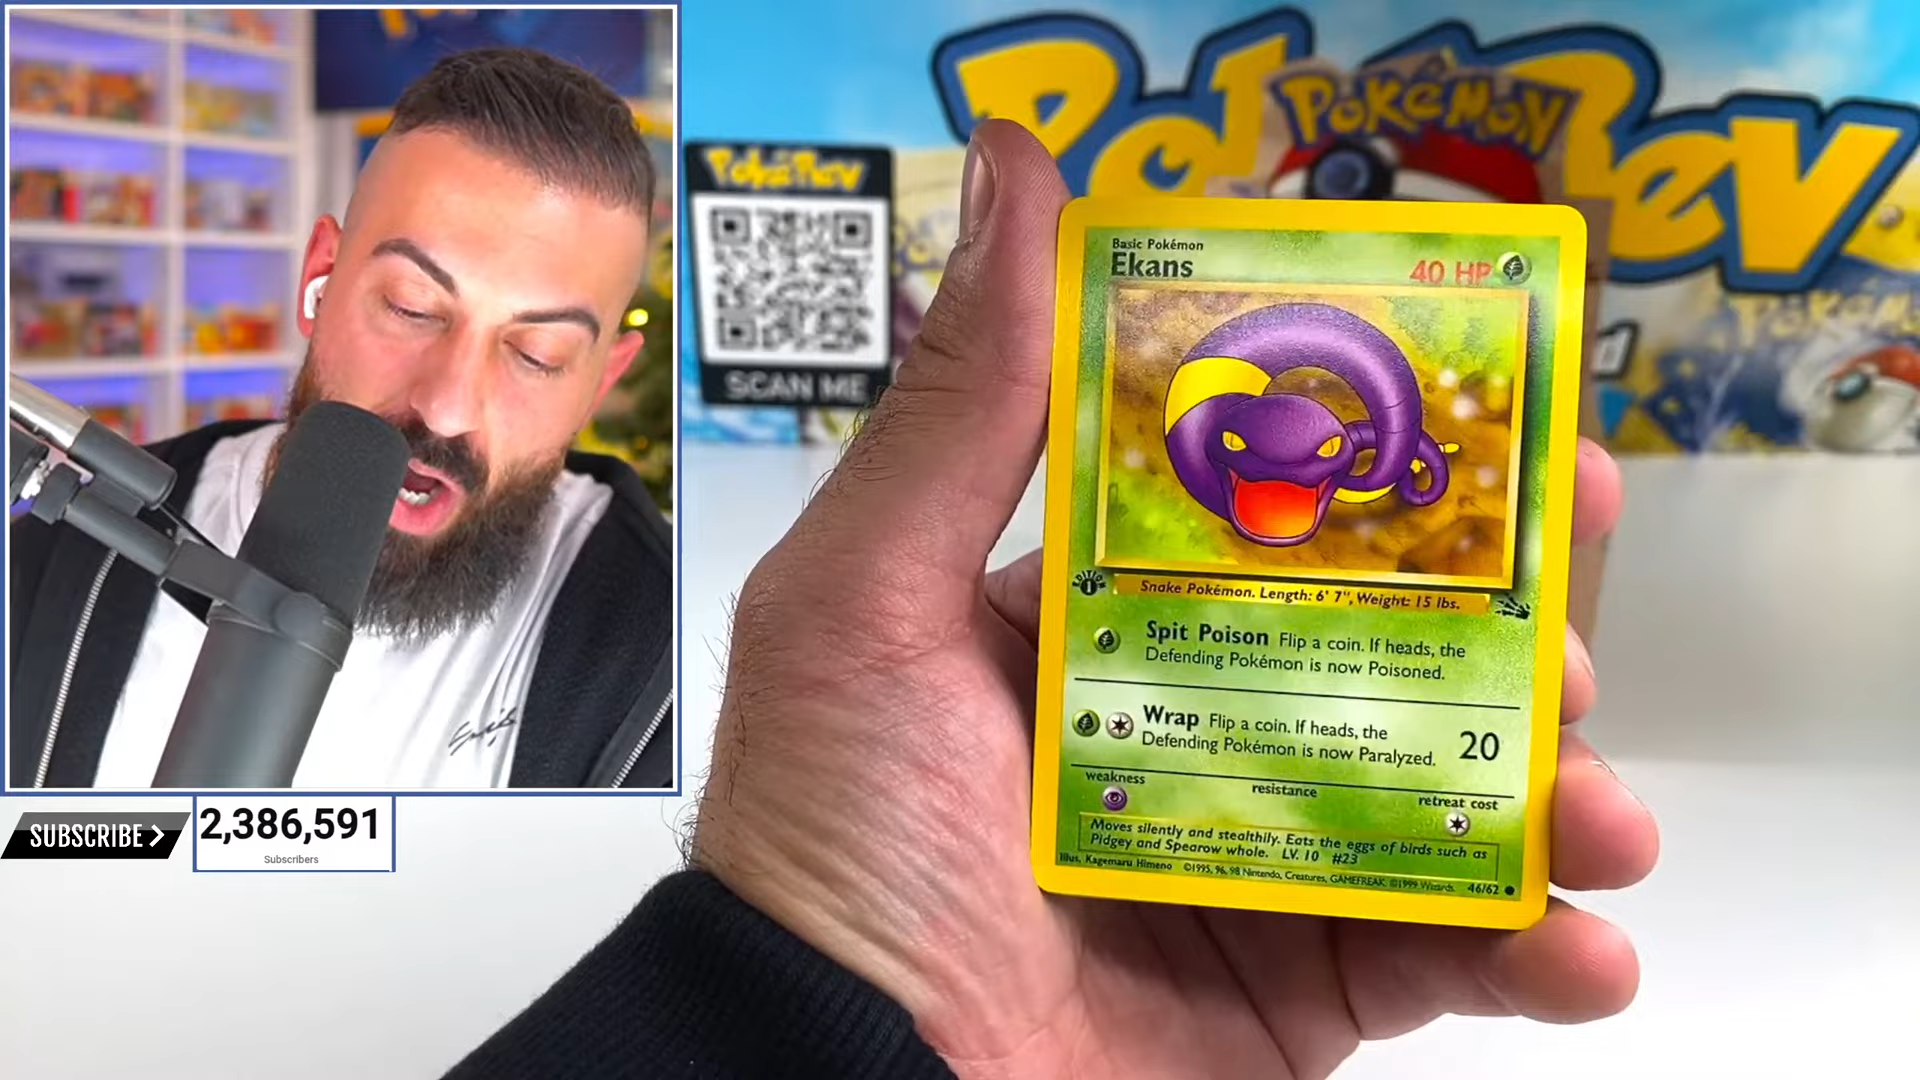 PokéRev
POKéMON
PokéRev
SCAN ME
Basic Pokémon
Ekans
40 HP
EDITION
1
Snake Pokémon. Length: 6' 7", Weight: 15 lbs.
Spit Poison Flip a coin. If heads, the
Defending Pokémon is now Poisoned.
Wrap Flip a coin. If heads, the
Defending Pokémon is now Paralyzed.
20
weakness
resistance
retreat cost
Moves silently and stealthily. Eats the eggs of birds such as
Pidgey and Spearow whole. LV. 10 #23
Illus. Kagemaru Himeno ©1995, 96, 98 Nintendo, Creatures, GAMEFREAK. ©1999 Wizards. 46/62
SUBSCRIBE
2,386,591
Subscribers